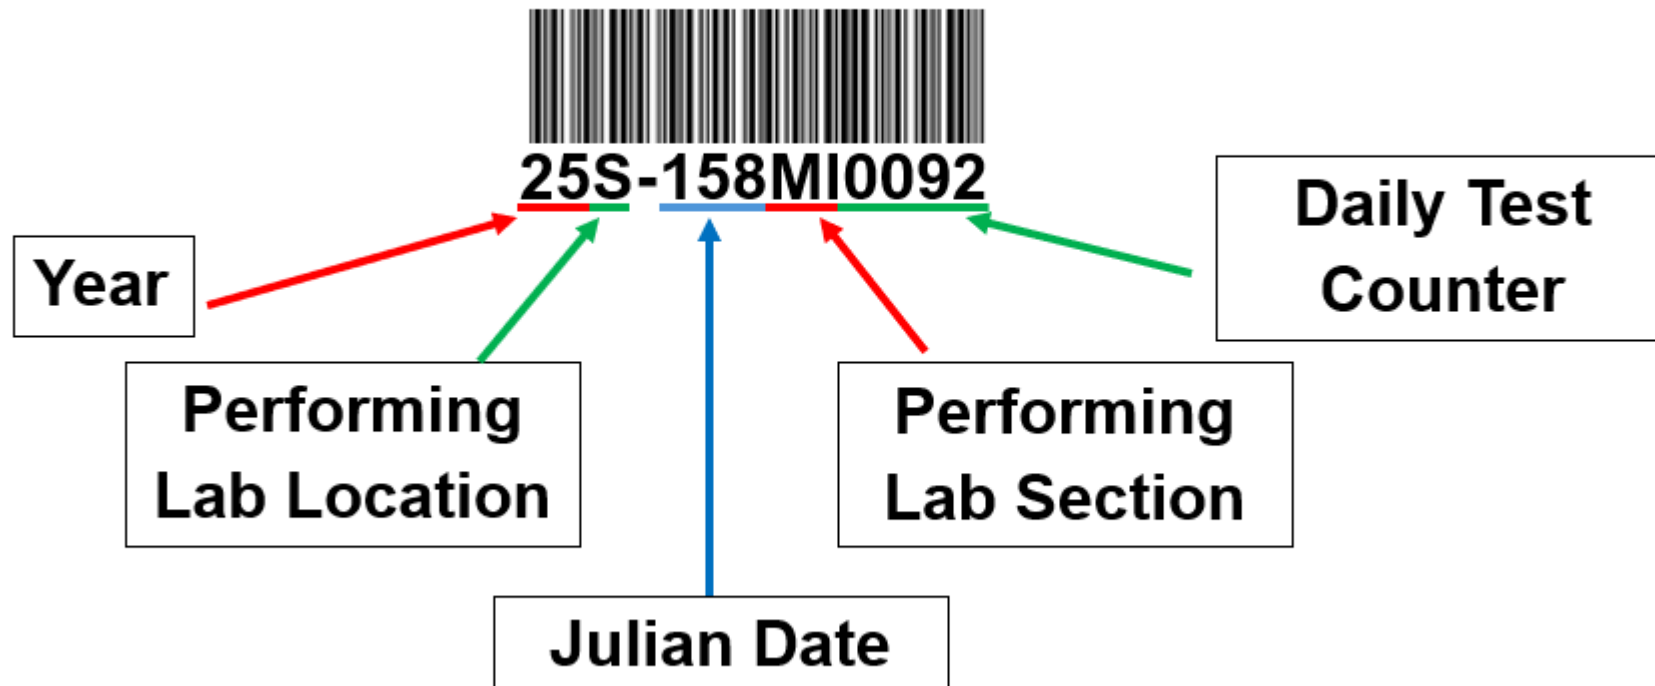 25S-158MI0092
Year
Performing
Lab Location
Julian Date
Performing
Lab Section
Daily Test
Counter